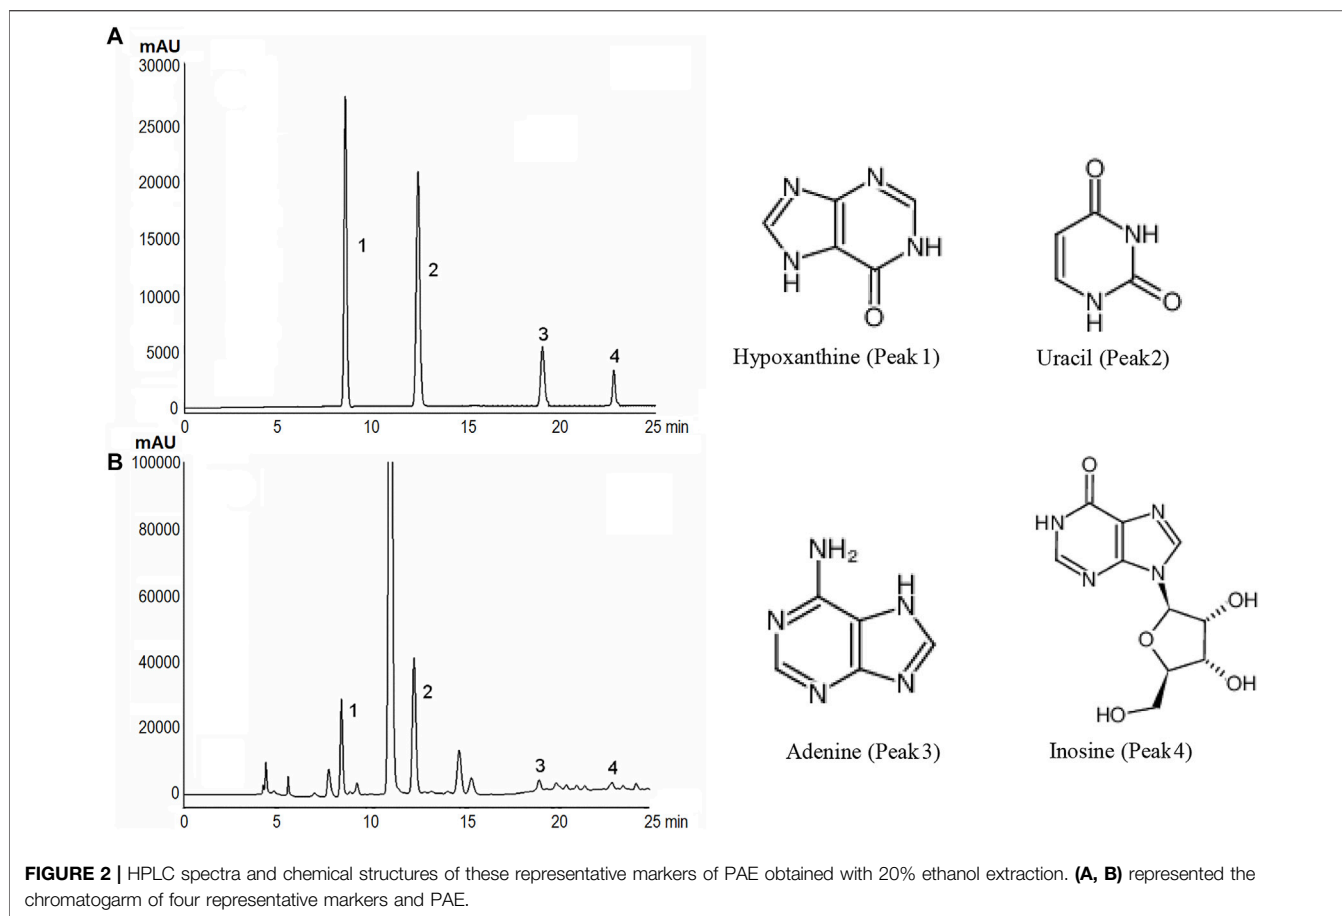 A
mAU
30000
25000
20000
15000
10000
5000
0
1
2
3
4
0 5 10 15 20 25 min
N N
NH
N
H
O
Hypoxanthine (Peak 1)
O
NH
N
H
O
Uracil (Peak2)
B
mAU
100000
80000
60000
40000
20000
0
1
2
3
4
0 5 10 15 20 25 min
NH2
H
N
N
N
N
Adenine (Peak3)
O
HN
N
N
N
OH
O
OH
HO
Inosine (Peak4)
FIGURE 2 | HPLC spectra and chemical structures of these representative markers of PAE obtained with 20% ethanol extraction. (A, B) represented the
chromatogarm of four representative markers and PAE.